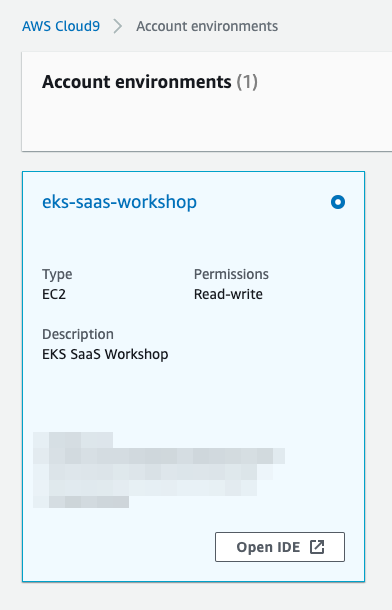 AWS Cloud9 > Account environments
Account environments (1)
eks-saas-workshop
Type Permissions
EC2 Read-write
Description
EKS SaaS Workshop
Open IDE